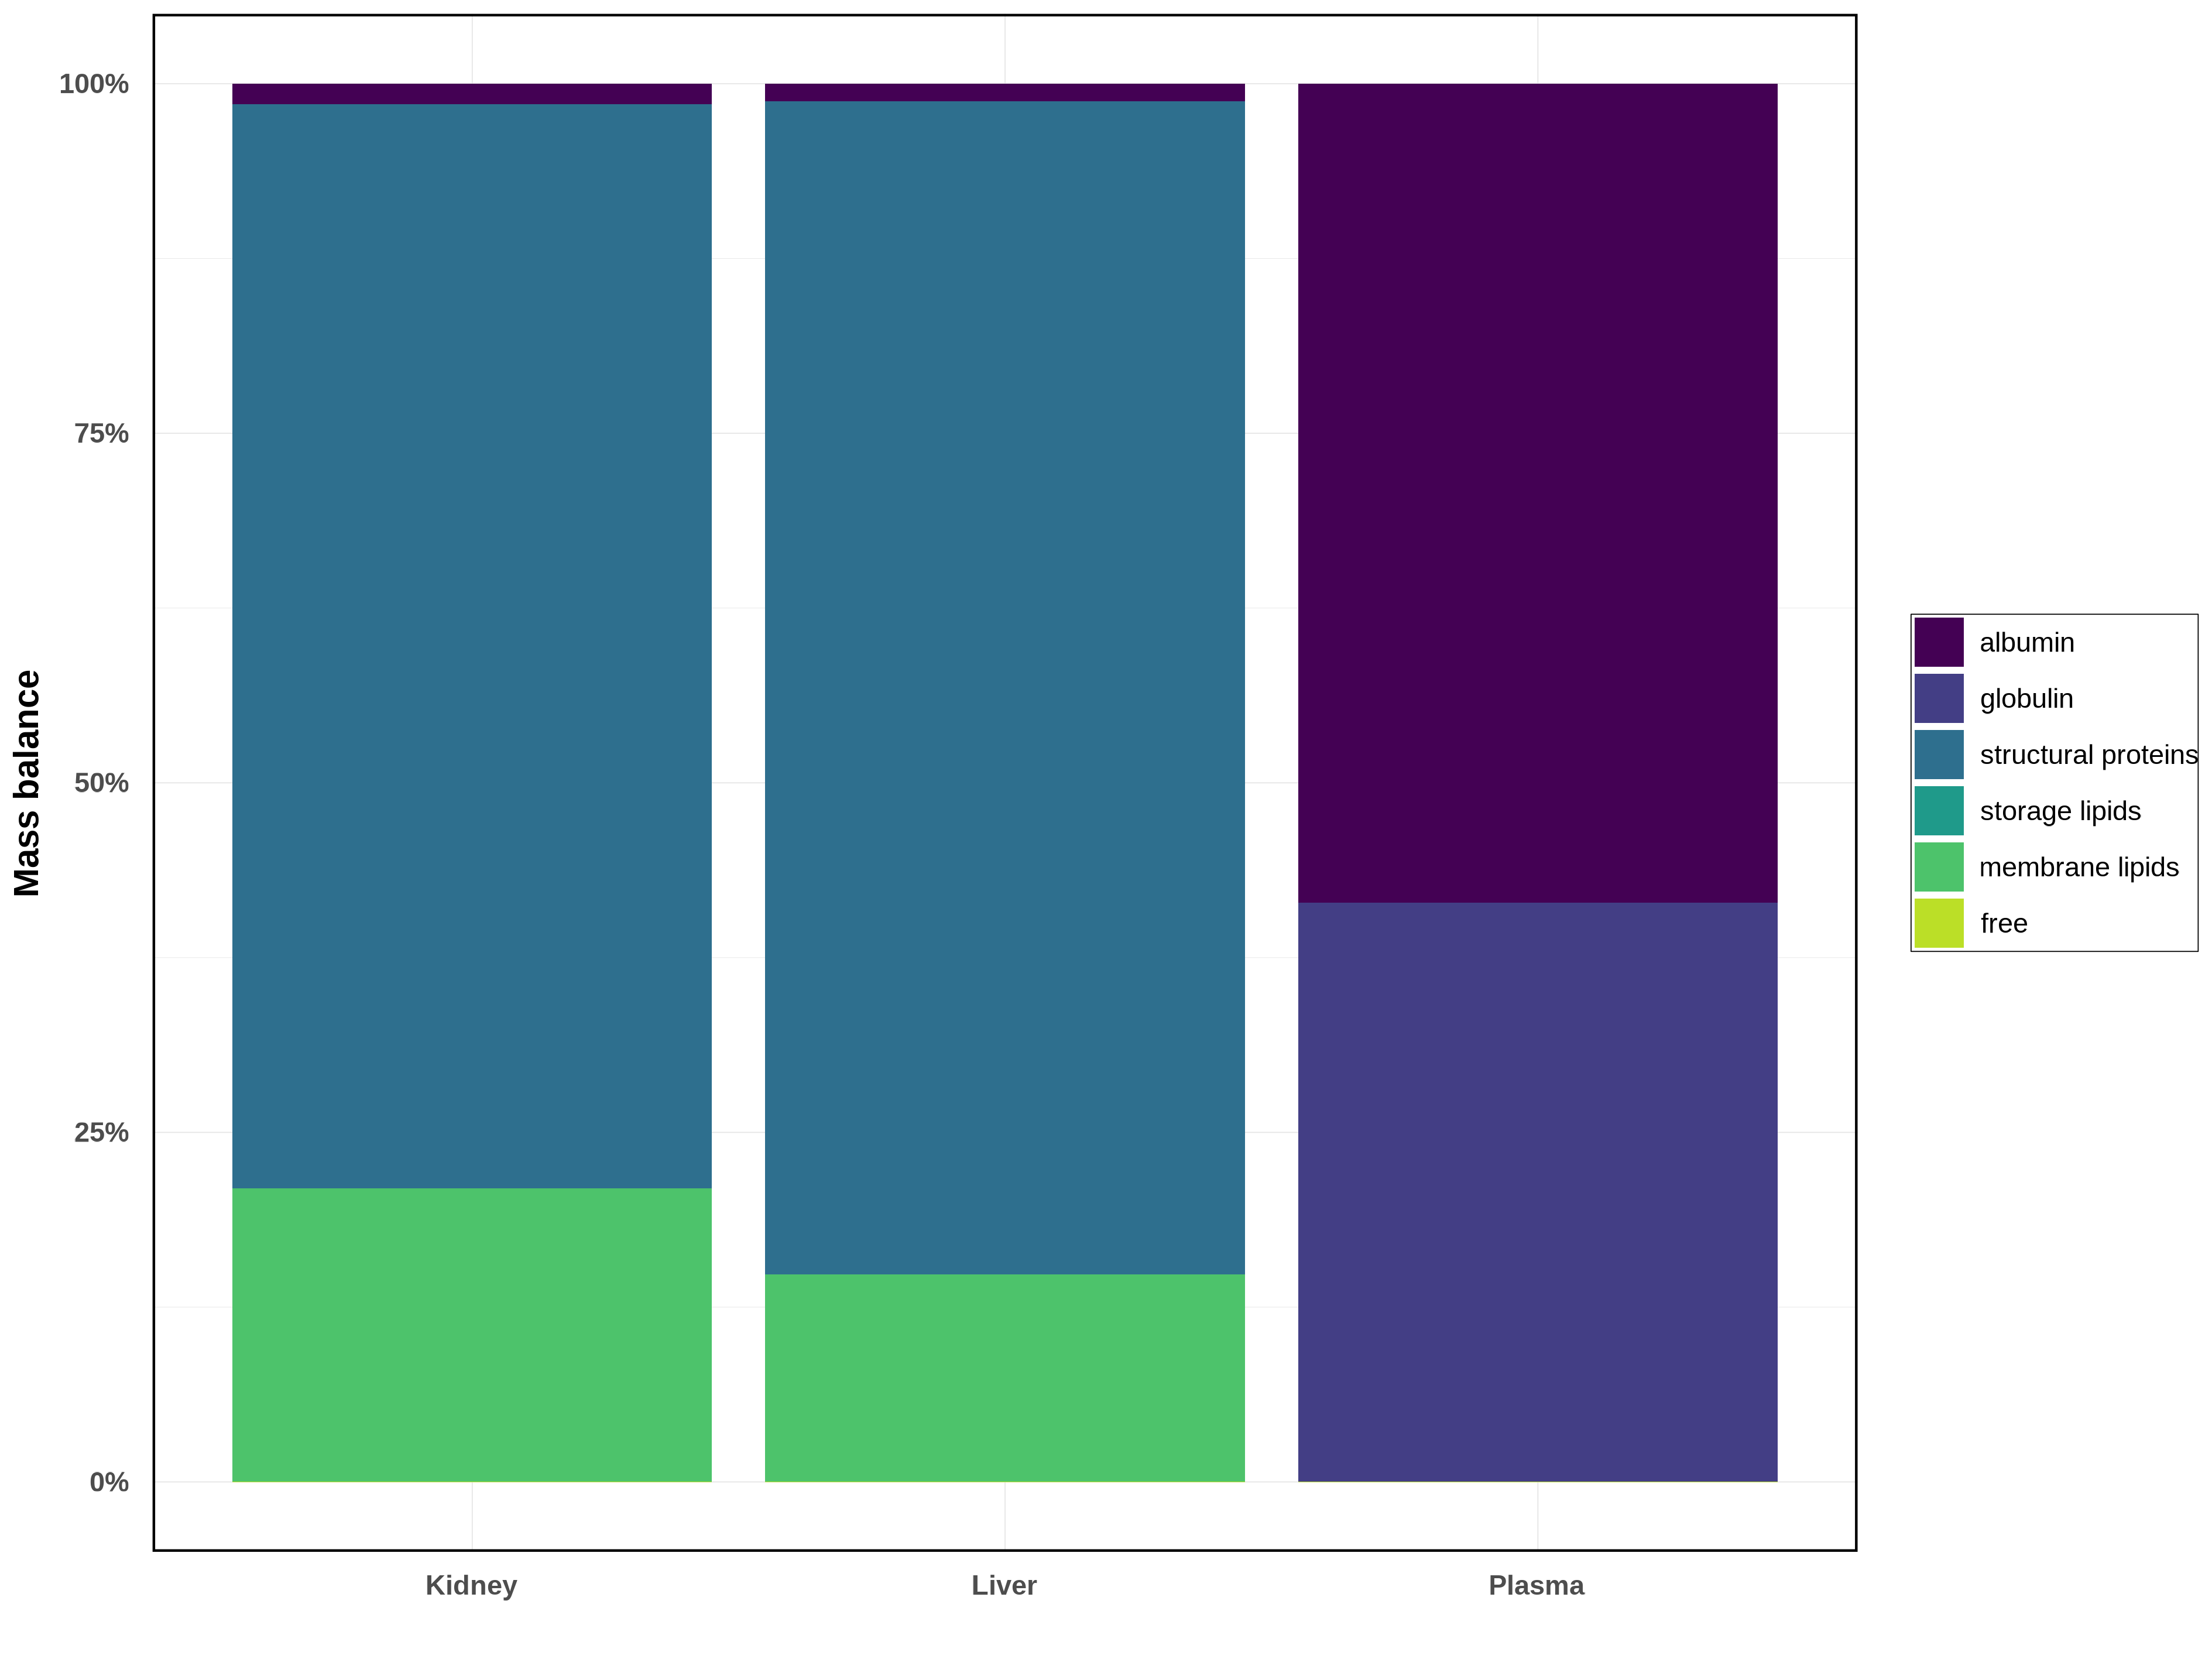 100%
75%
50%
25%
0%
Mass balance
Kidney
Liver
Plasma
albumin
globulin
structural proteins
storage lipids
membrane lipids
free